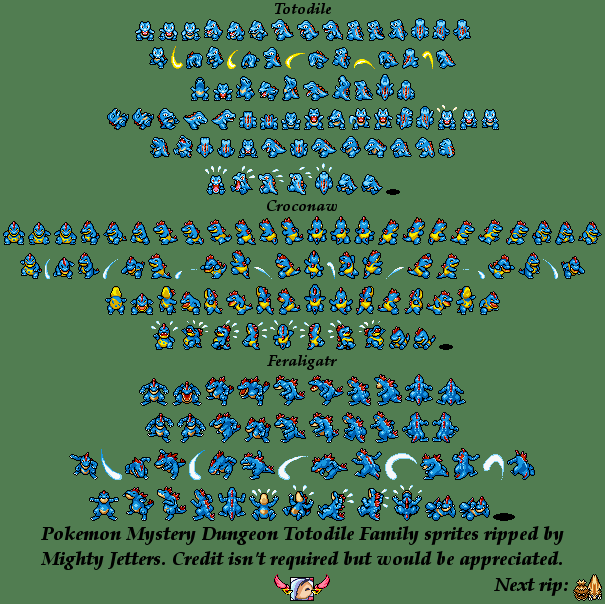 Totodile
Croconaw
Feraligatr
Pokemon Mystery Dungeon Totodile Family sprites ripped by
Mighty Jetters. Credit isn't required but would be appreciated.
Next rip: